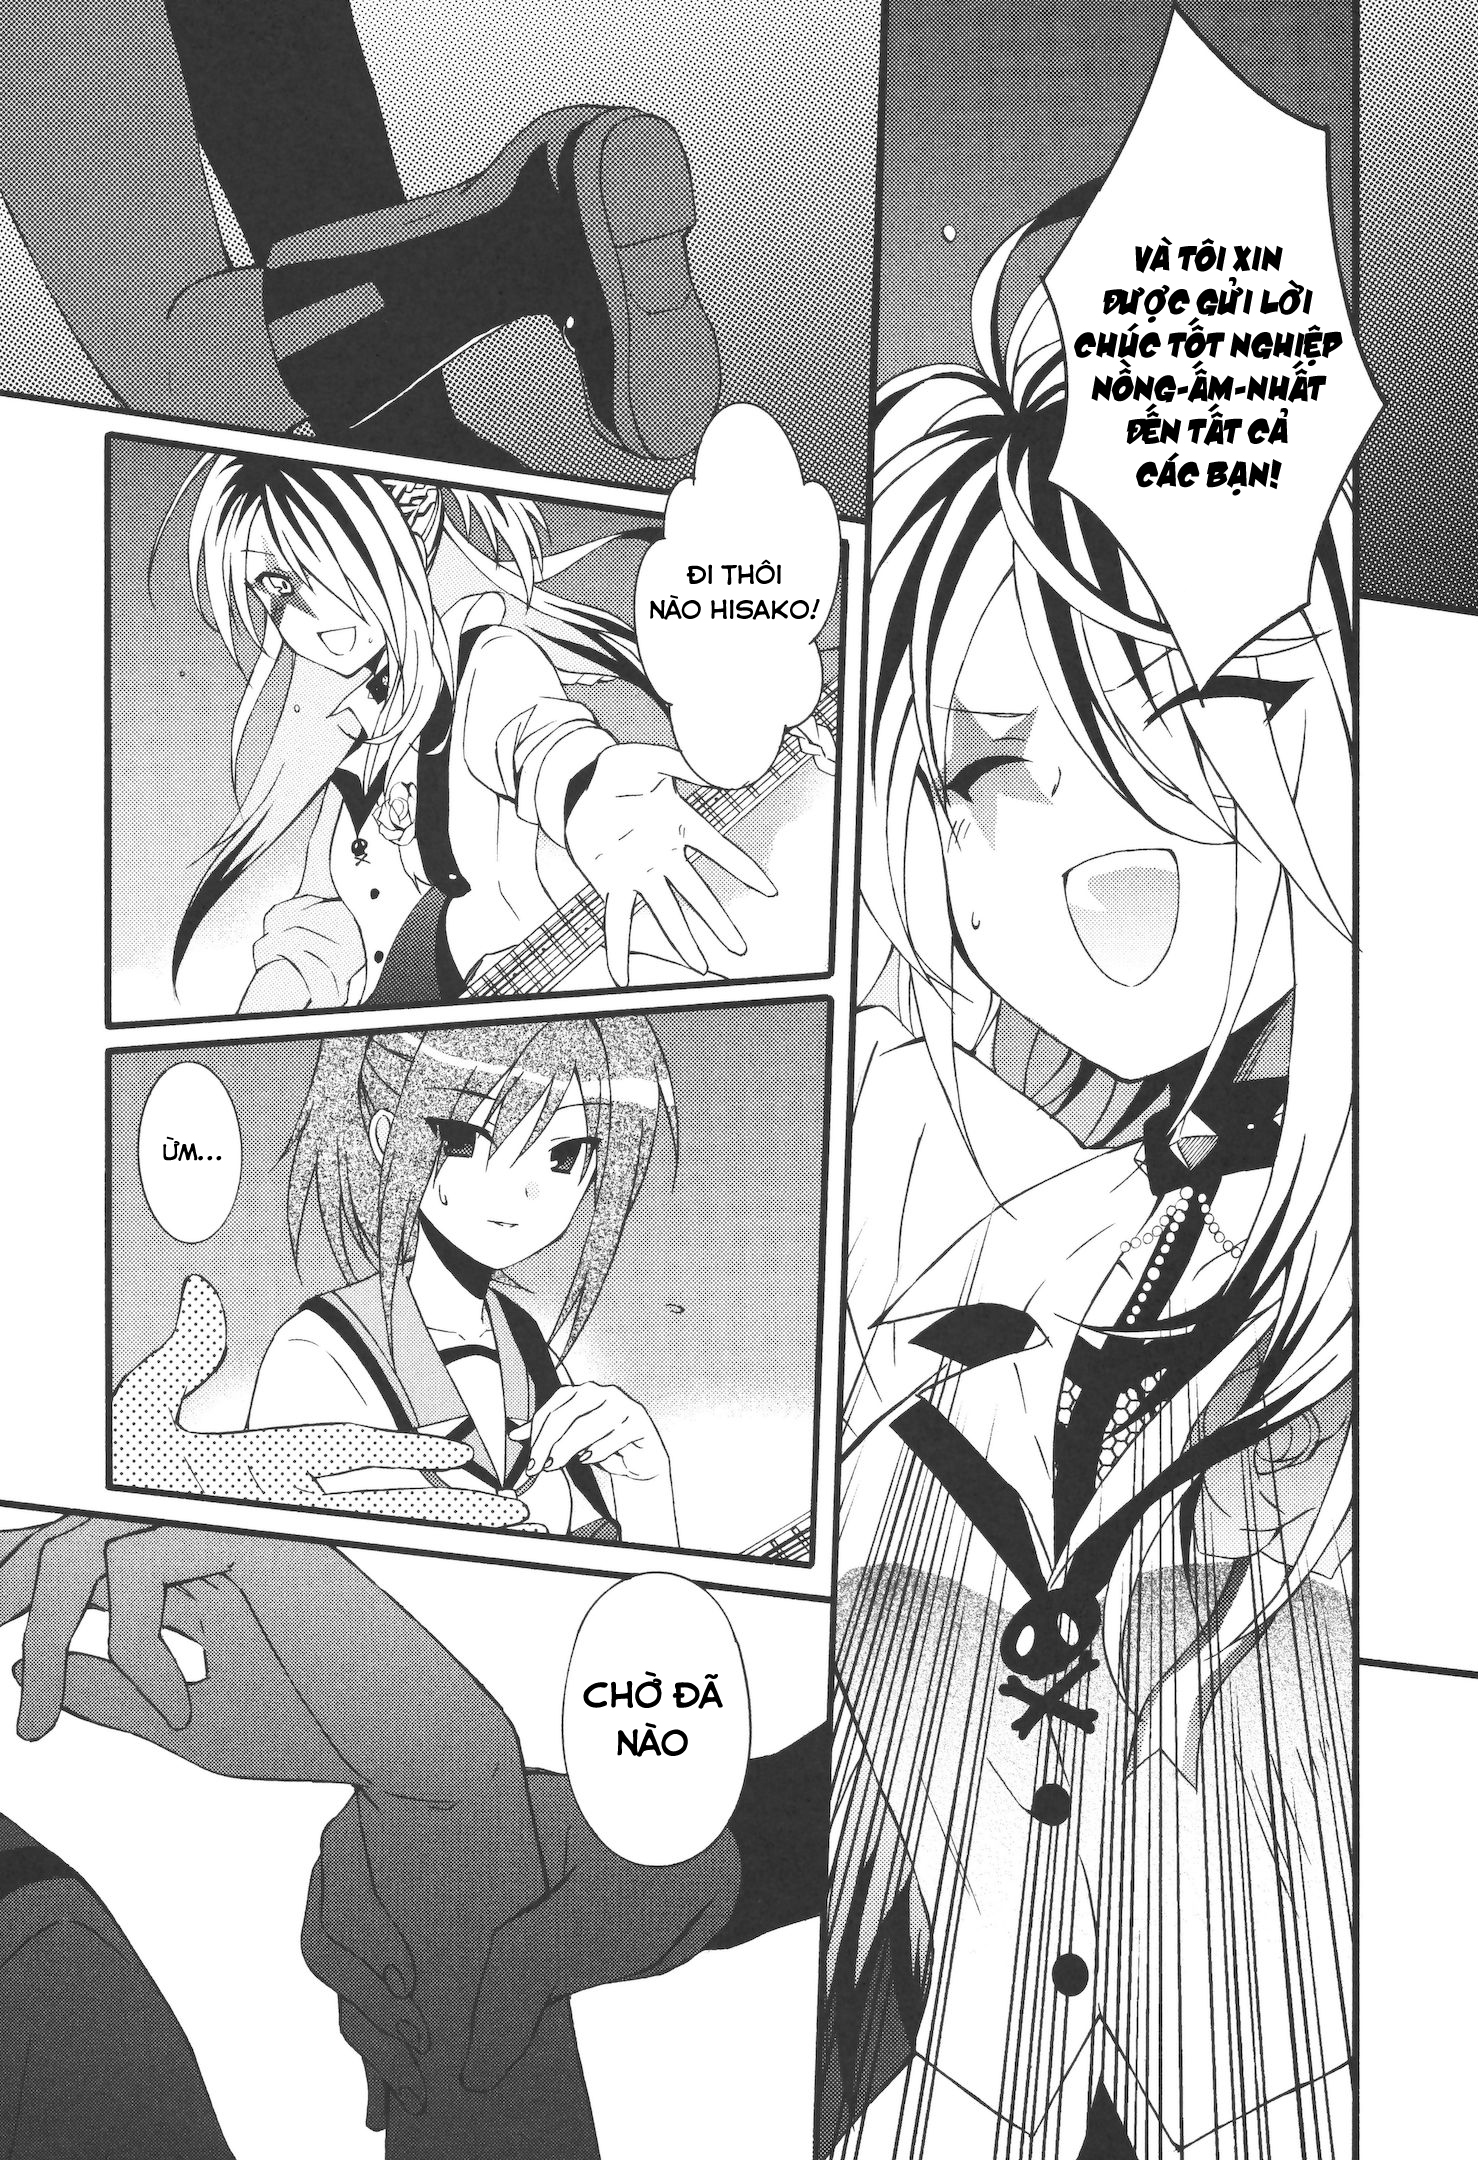 VÀ TÔI XIN
ĐƯỢC GỬI LỜI
CHÚC TỐT NGHIỆP
NỒNG-ẤM-NHẤT
ĐẾN TẤT CẢ
CÁC BẠN!
ĐI THÔI
NÀO HISAKO!
ỪM...
CHỜ ĐÃ
NÀO